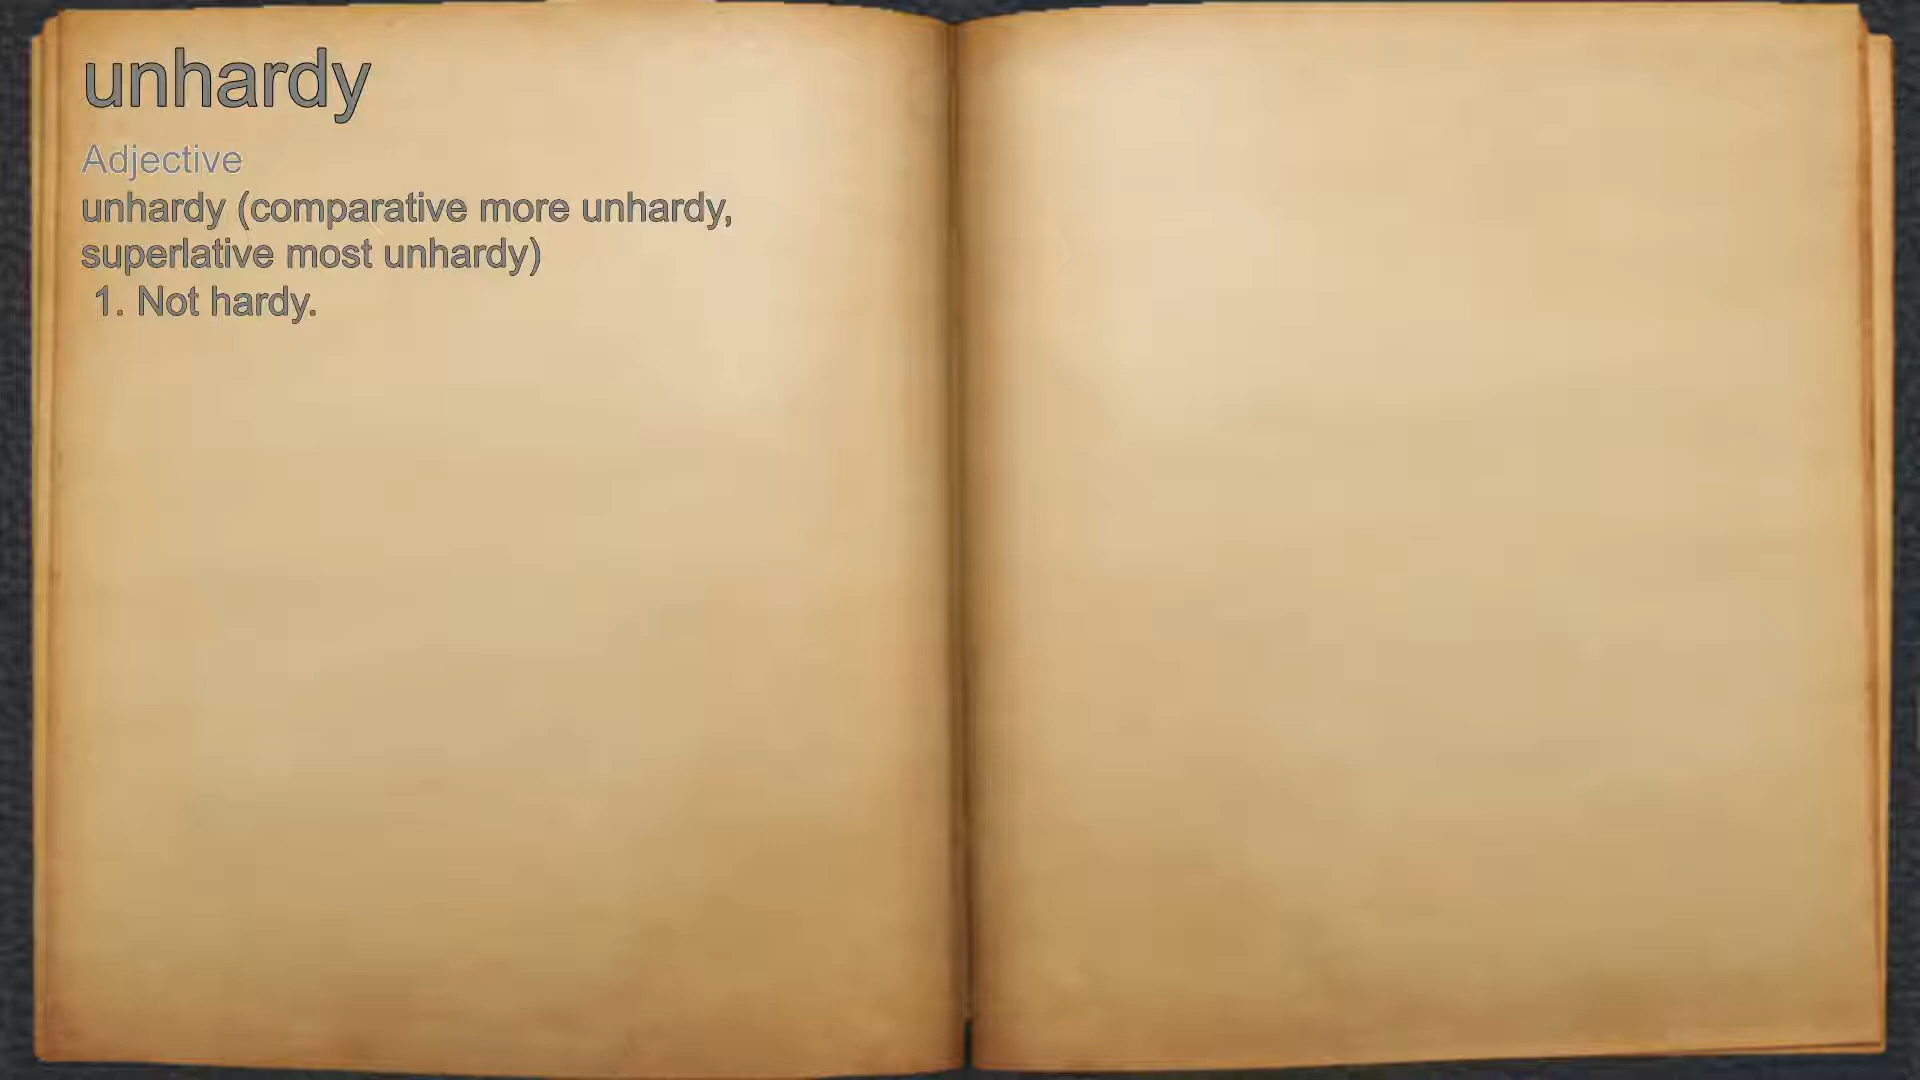 unhardy
Adjective
unhardy (comparative more unhardy,
superlative most unhardy)
1. Not hardy.